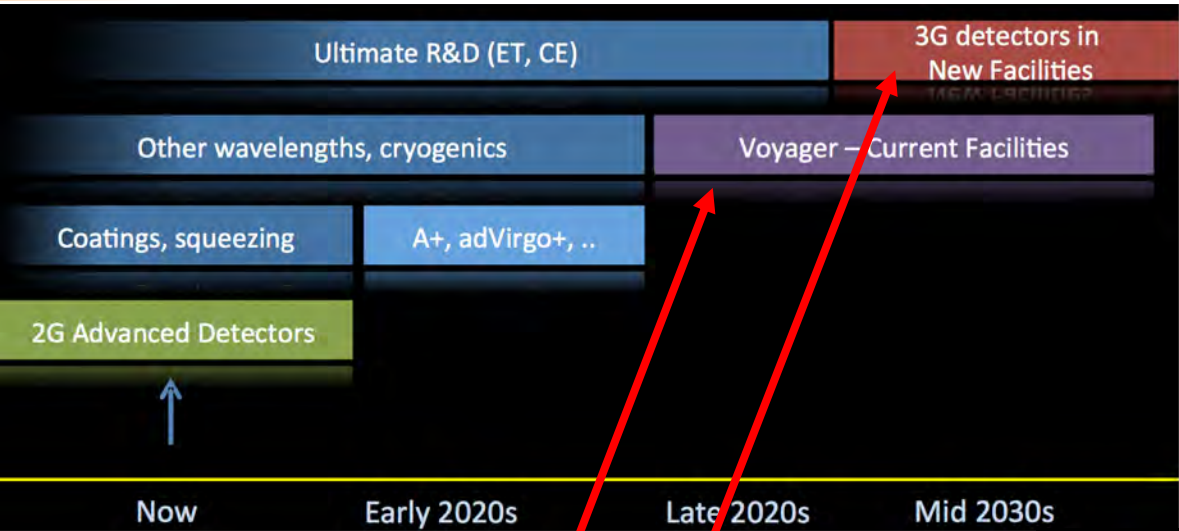 Ultimate R&D (ET, CE)
3G detectors in
New Facilities
Other wavelengths, cryogenics
Voyager – Current Facilities
Coatings, squeezing
A+, adVirgo+, ..
2G Advanced Detectors
Now
Early 2020s
Late 2020s
Mid 2030s